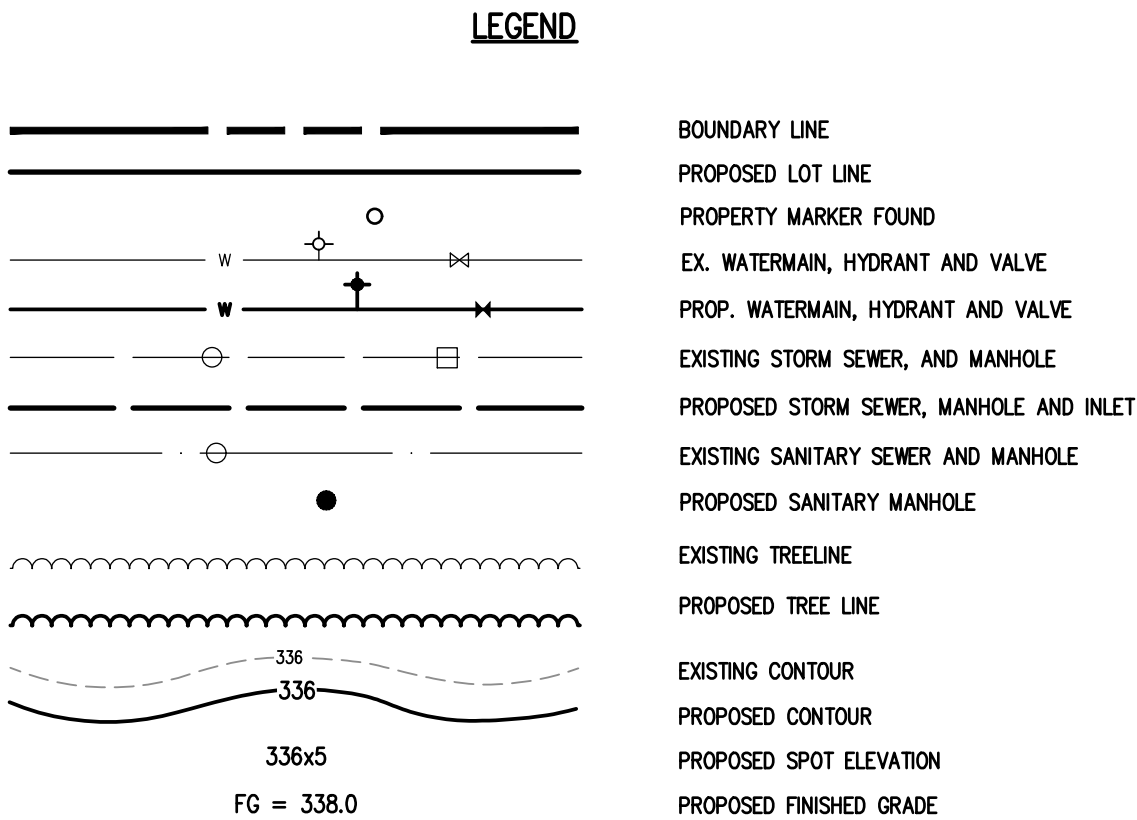 LEGEND
BOUNDARY LINE
PROPOSED LOT LINE
PROPERTY MARKER FOUND
W EX. WATERMAIN, HYDRANT AND VALVE
W PROP. WATERMAIN, HYDRANT AND VALVE
EXISTING STORM SEWER, AND MANHOLE
PROPOSED STORM SEWER, MANHOLE AND INLET
EXISTING SANITARY SEWER AND MANHOLE
PROPOSED SANITARY MANHOLE
EXISTING TREELINE
PROPOSED TREE LINE
336 EXISTING CONTOUR
336 PROPOSED CONTOUR
336x5 PROPOSED SPOT ELEVATION
FG = 338.0 PROPOSED FINISHED GRADE